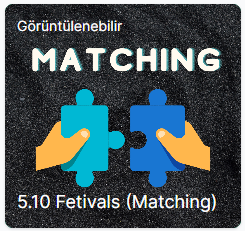 Görüntülenebilir
MATCHING
5.10 Fetivals (Matching)